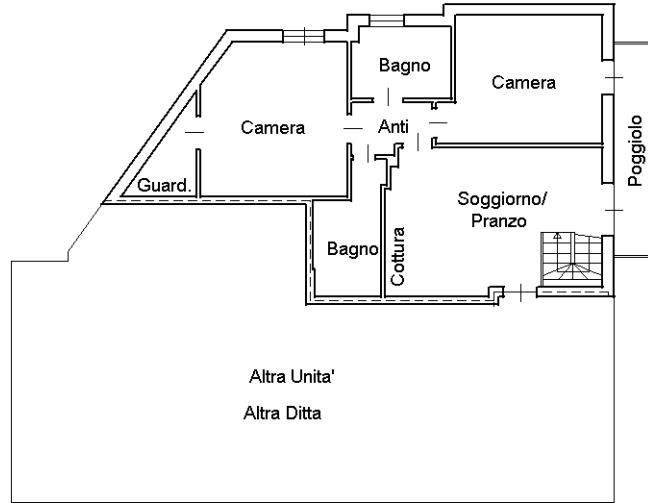 Bagno
Camera
Camera
Anti
Poggiolo
Guard.
Soggiorno/
Pranzo
Bagno
Cottura
Altra Unita'
Altra Ditta